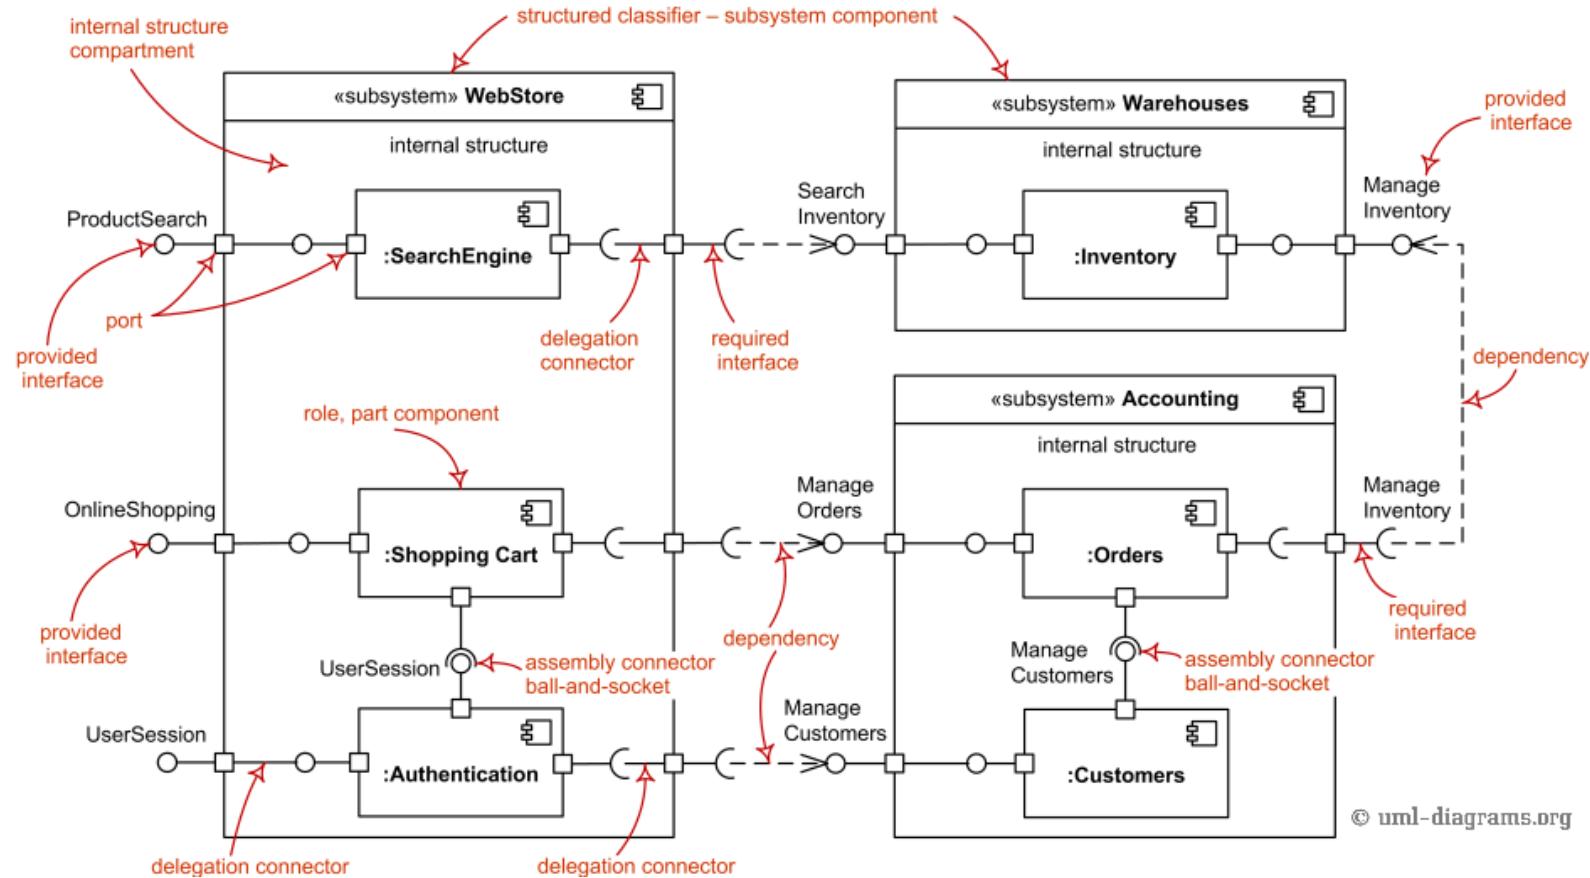 structured classifier – subsystem component
internal structure
compartment
«subsystem» WebStore
internal structure
«subsystem» Warehouses
internal structure
provided
interface
ProductSearch
:SearchEngine
Search
Inventory
:Inventory
Manage
Inventory
port
provided
interface
delegation
connector
required
interface
dependency
role, part component
«subsystem» Accounting
internal structure
OnlineShopping
:Shopping Cart
Manage
Orders
:Orders
Manage
Inventory
provided
interface
dependency
required
interface
UserSession
assembly connector
ball-and-socket
Manage
Customers
assembly connector
ball-and-socket
UserSession
:Authentication
Manage
Customers
:Customers
delegation connector
delegation connector
© uml-diagrams.org